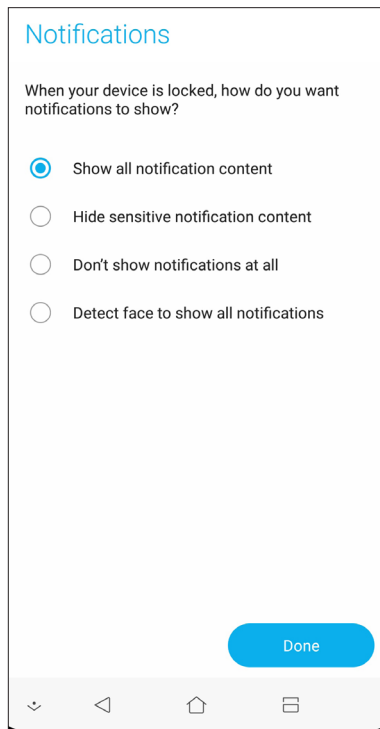 Notifications
When your device is locked, how do you want
notifications to show?
Show all notification content
Hide sensitive notification content
Don’t show notifications at all
Detect face to show all notifications
Done